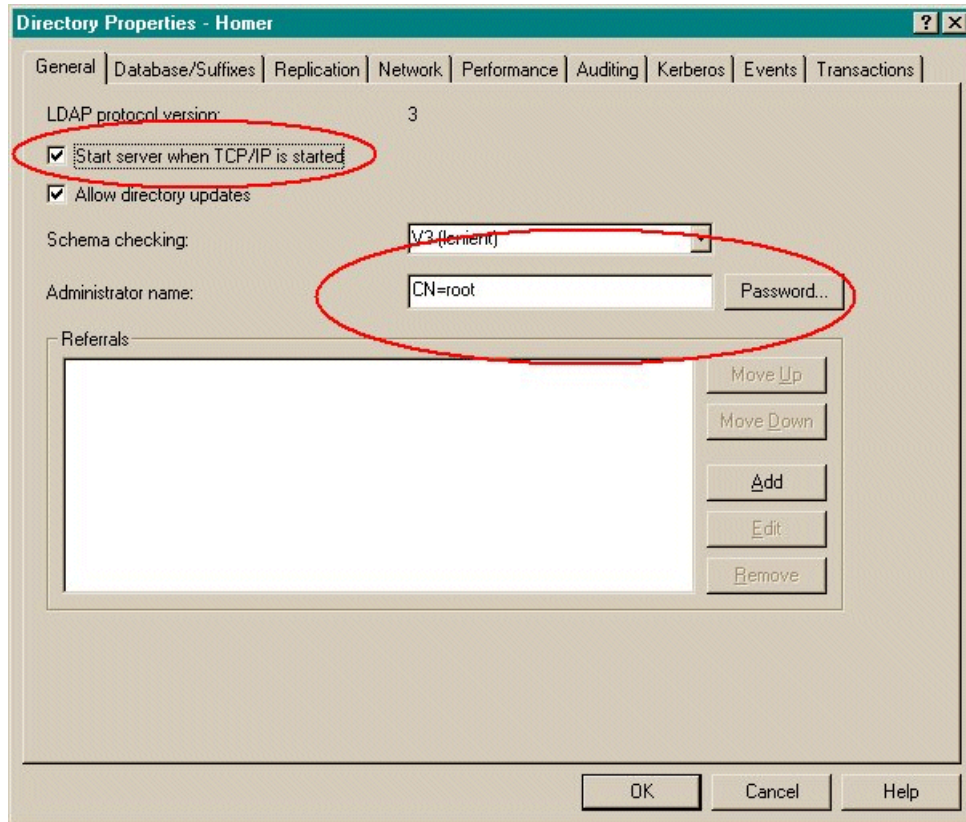 Directory Properties - Homer
General Database/Suffixes Replication Network Performance Auditing Kerberos Events Transactions
LDAP protocol version: 3
Start server when TCP/IP is started
Allow directory updates
Schema checking: V3 (lenient)
Administrator name: CN=root Password...
Referrals
Move Up
Move Down
Add
Edit
Remove
OK Cancel Help